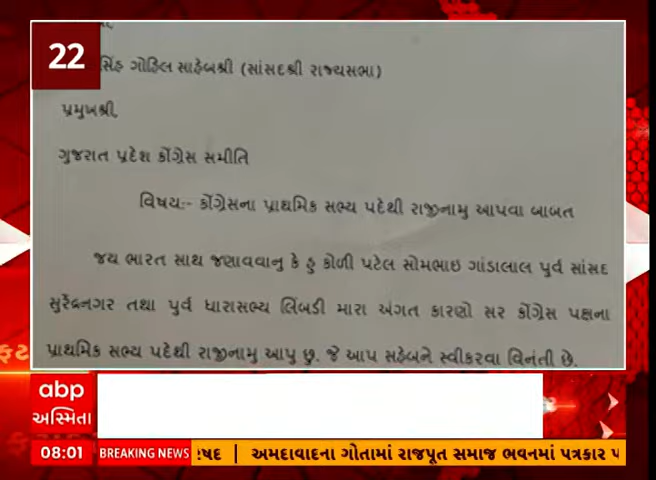 22
સિંહ ગોહિલ સાહેબશ્રી (સાંસદશ્રી રાજ્યસભા)
પ્રમુખશ્રી,
ગુજરાત પ્રદેશ કોંગ્રેસ સમીતિ
વિષય:- કોંગ્રેસના પ્રાથમિક સભ્ય પદેથી રાજીનામુ આપવા બાબત
જય ભારત સાથ જણાવવાનુ કે હુ કોળી પટેલ સોમભાઇ ગાંડાલાલ પુર્વ સાંસદ
સુરેંદ્રનગર તથા પુર્વ ધારાસભ્ય લિંબડી મારા અંગત કારણો સર કોંગ્રેસ પક્ષના
પ્રાથમિક સભ્ય પદેથી રાજીનામુ આપુ છુ. જે આપ સહેબને સ્વીકારવા વિનંતી છે.
abp
અસ્મિતા
08:01 BREAKING NEWS | અમદાવાદના ગોતામાં રાજપૂત સમાજ ભવનમાં પત્રકાર